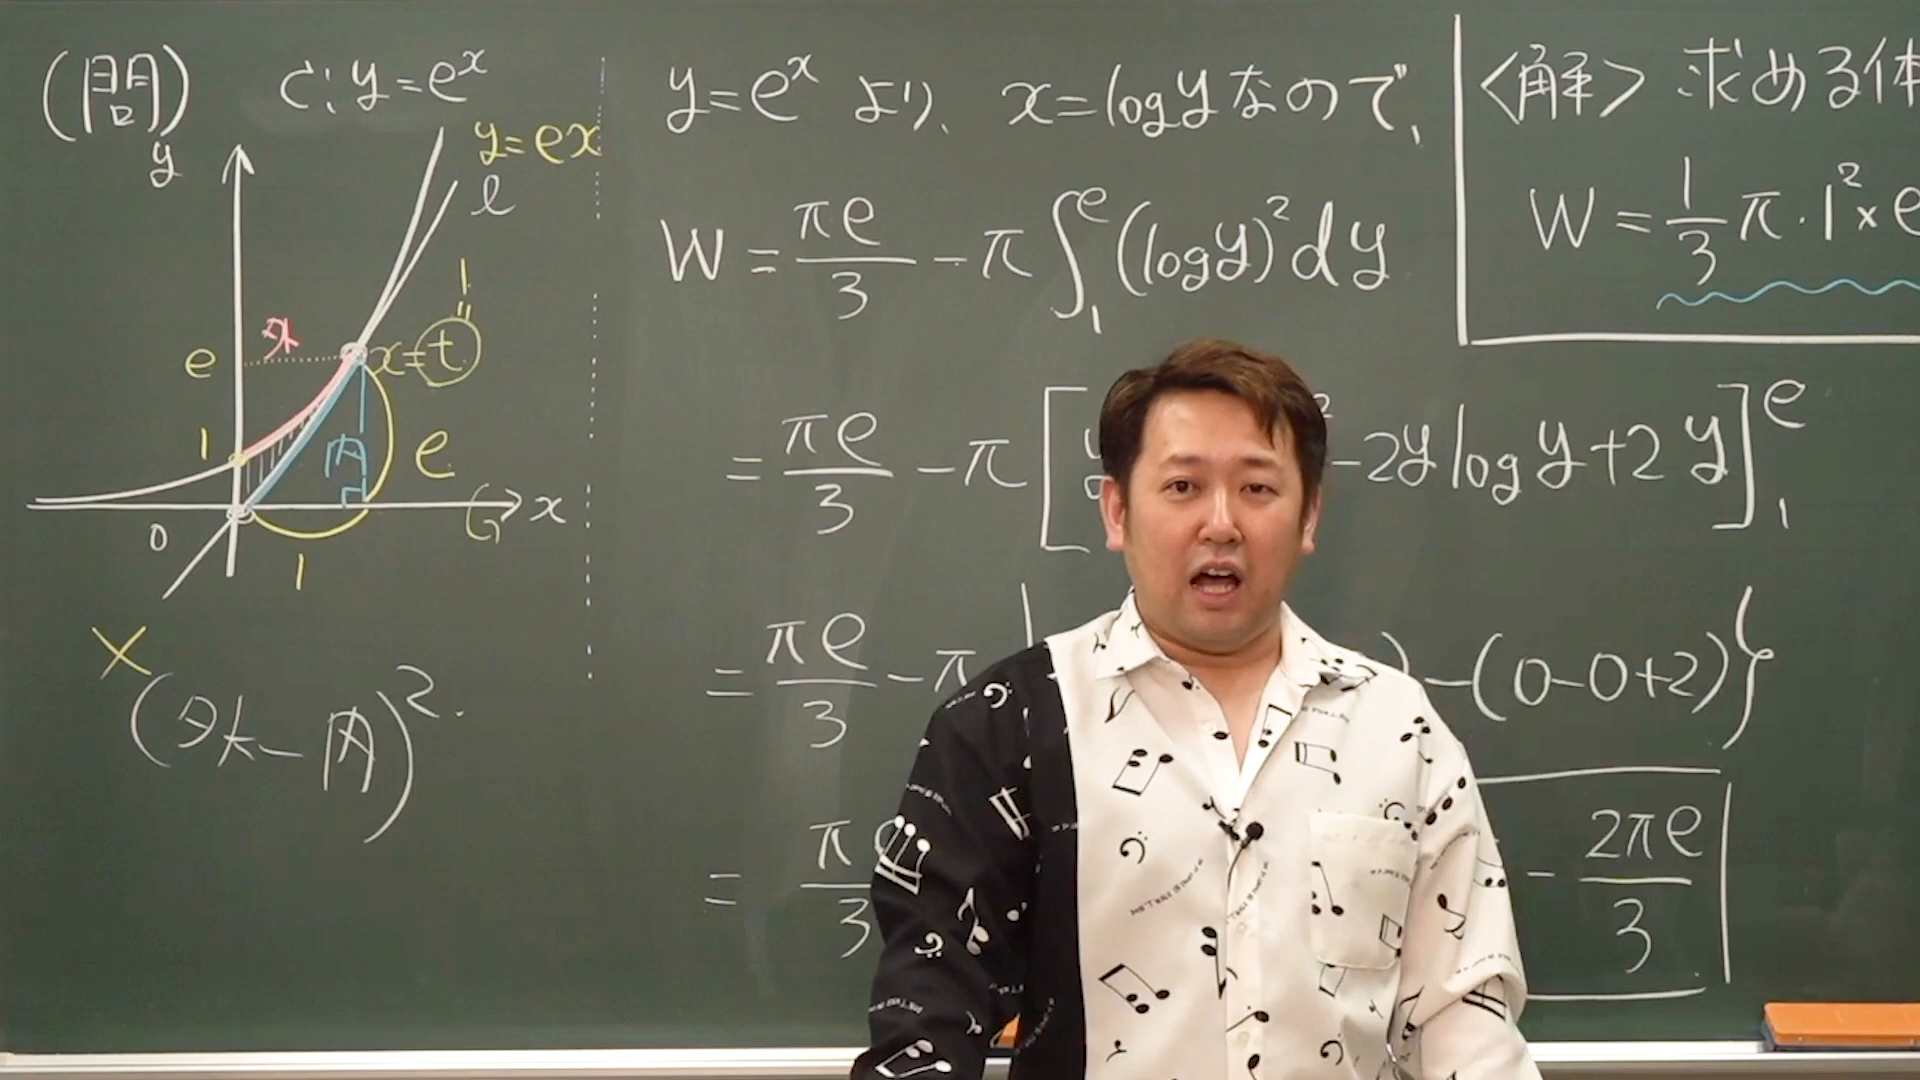 (問) C: y=e^x
y
y=ex
l
1
"
外
e
x=t
1
内
e
0
x
1
×
(外-内)².
y=e^x より、x=log yなので、
W = πe/3 - π∫₁^e (log y)² dy
= πe/3 - π[ -2y log y + 2y]₁^e
= πe/3 - π{ ) - (0-0+2)}
= π /3 - 2πe/3
<解> 求める体
W = 1/3 π・1² × e